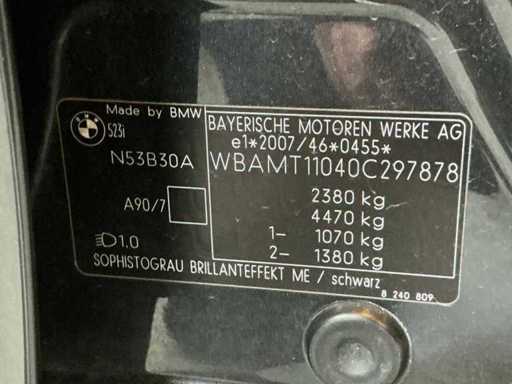 Made by BMW
BMW
523i
BAYERISCHE MOTOREN WERKE AG
e1*2007/46*0455*
N53B30A
WBAMT11040C297878
2380 kg
A90/7
4470 kg
1- 1070 kg
1.0
2- 1380 kg
SOPHISTOGRAU BRILLANTEFFEKT ME / schwarz
8 240 809